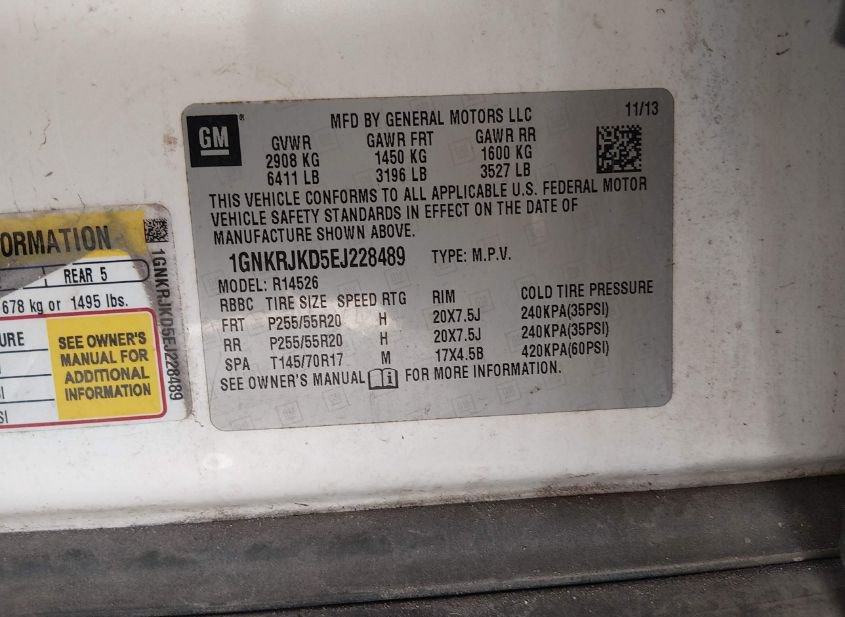 GM
MFD BY GENERAL MOTORS LLC
11/13
GVWR GAWR FRT GAWR RR
2908 KG 1450 KG 1600 KG
6411 LB 3196 LB 3527 LB
THIS VEHICLE CONFORMS TO ALL APPLICABLE U.S. FEDERAL MOTOR
VEHICLE SAFETY STANDARDS IN EFFECT ON THE DATE OF
MANUFACTURE SHOWN ABOVE.
1GNKRJKD5EJ228489 TYPE: M.P.V.
MODEL: R14526
RBBC TIRE SIZE SPEED RTG RIM COLD TIRE PRESSURE
FRT P255/55R20 H 20X7.5J 240KPA(35PSI)
RR P255/55R20 H 20X7.5J 240KPA(35PSI)
SPA T145/70R17 M 17X4.5B 420KPA(60PSI)
SEE OWNER'S MANUAL FOR MORE INFORMATION.
ORMATION
REAR 5
678 kg or 1495 lbs.
URE
SI
SEE OWNER'S
MANUAL FOR
ADDITIONAL
INFORMATION
1GNKRJKD5EJ228489